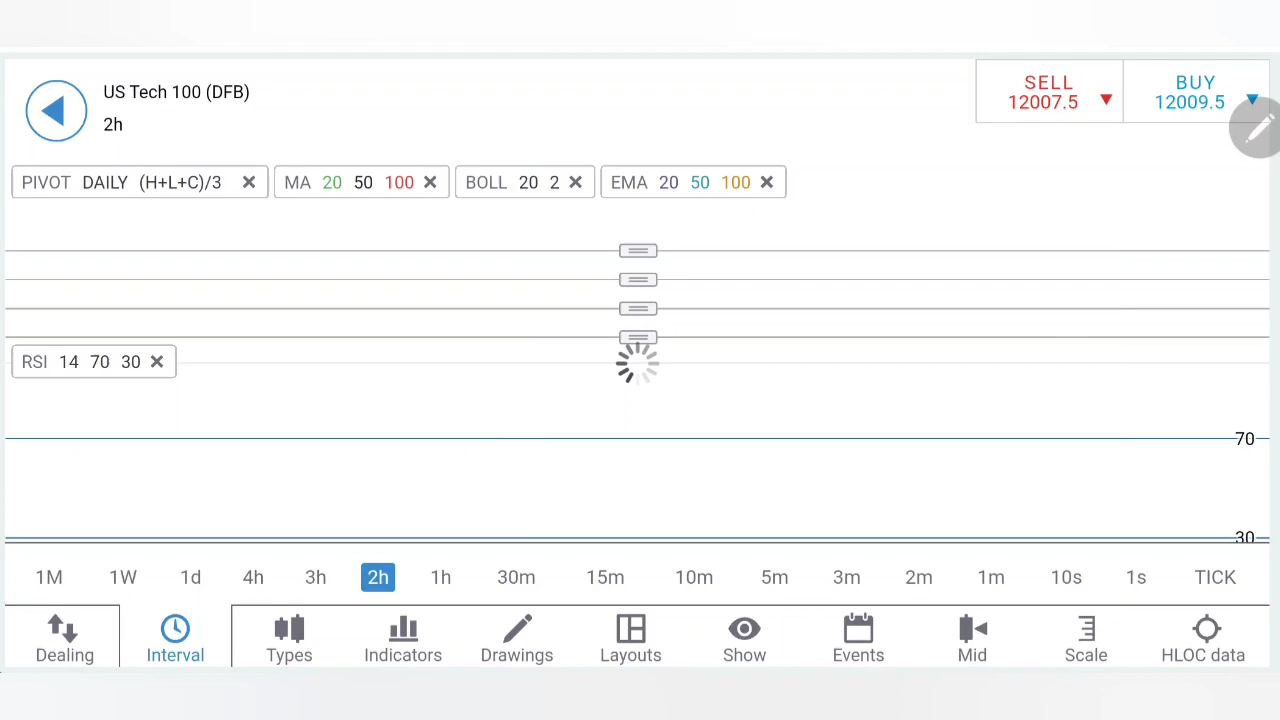 US Tech 100 (DFB)
2h
SELL
12007.5
BUY
12009.5
PIVOT DAILY (H+L+C)/3
MA 20 50 100
BOLL 20 2
EMA 20 50 100
RSI 14 70 30
70
30
1M 1W 1d 4h 3h 2h 1h 30m 15m 10m 5m 3m 2m 1m 10s 1s TICK
Dealing Interval Types Indicators Drawings Layouts Show Events Mid Scale HLOC data